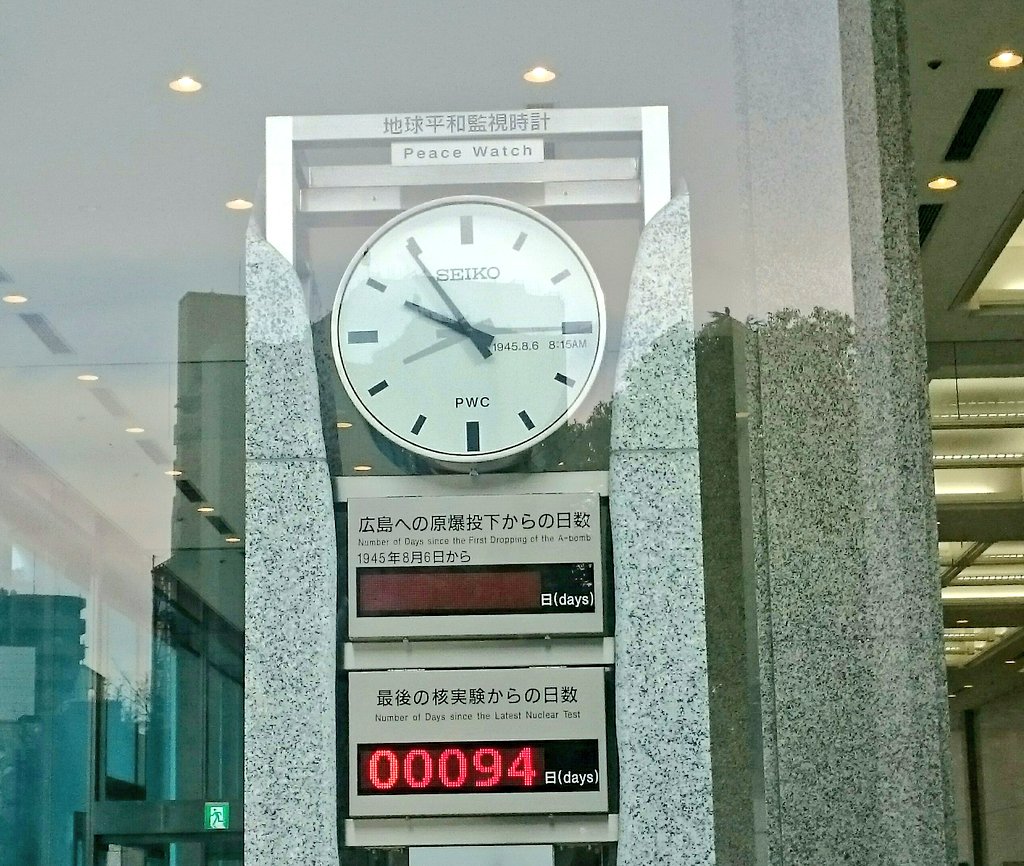 地球平和監視時計
Peace Watch
SEIKO
1945.8.6 8:15AM
PWC
広島への原爆投下からの日数
Number of Days since the First Dropping of the A-bomb
1945年8月6日から
日(days)
最後の核実験からの日数
Number of Days since the Latest Nuclear Test
00094 日(days)